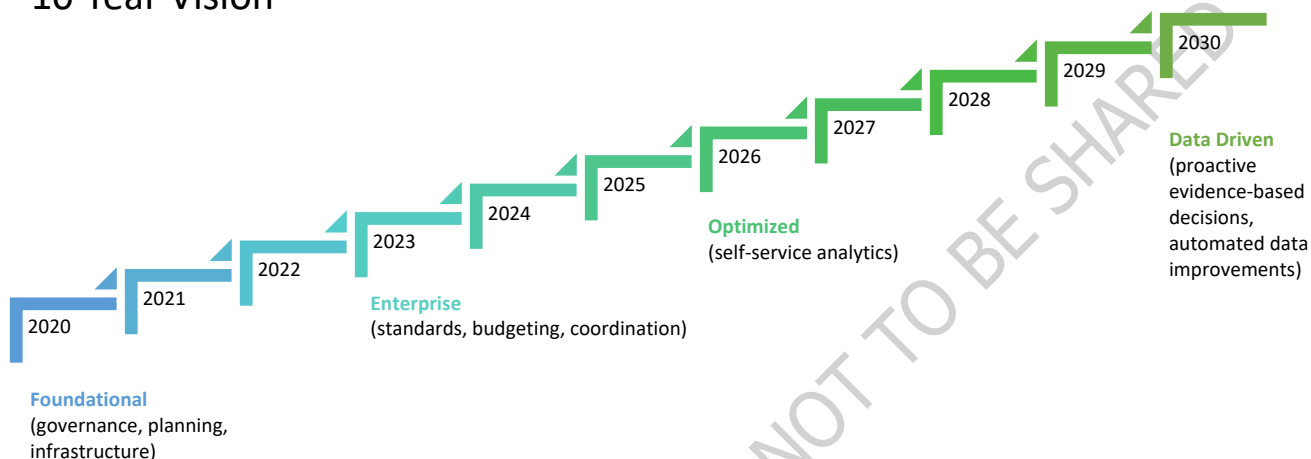 10 Year Vision
2030
2029
2028
2027
2026
2025
2024
2023
2022
2021
2020
Data Driven
(proactive
evidence-based
decisions,
automated data
improvements)
Optimized
(self-service analytics)
Enterprise
(standards, budgeting, coordination)
Foundational
(governance, planning,
infrastructure)
NOT TO BE SHARED